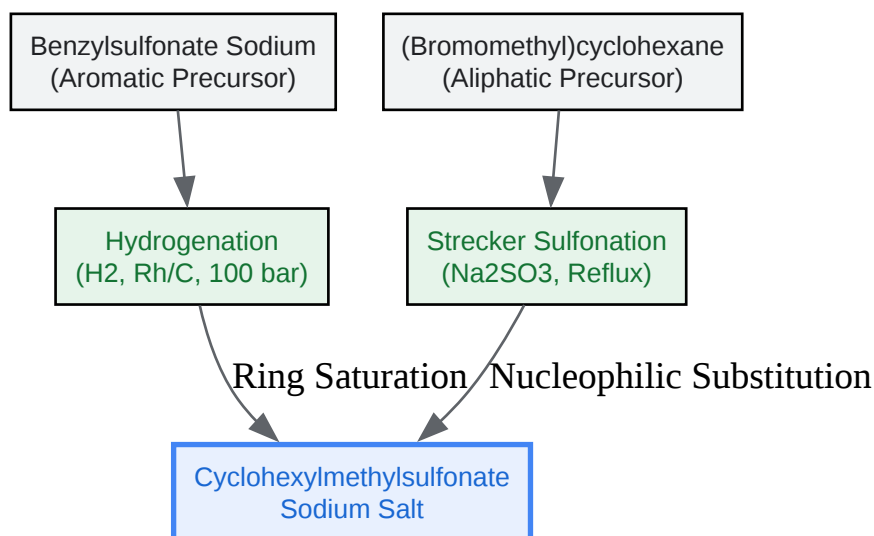 Benzylsulfonate Sodium
(Aromatic Precursor)
(Bromomethyl)cyclohexane
(Aliphatic Precursor)
Hydrogenation
(H2, Rh/C, 100 bar)
Strecker Sulfonation
(Na2SO3, Reflux)
Ring Saturation
Nucleophilic Substitution
Cyclohexylmethylsulfonate
Sodium Salt